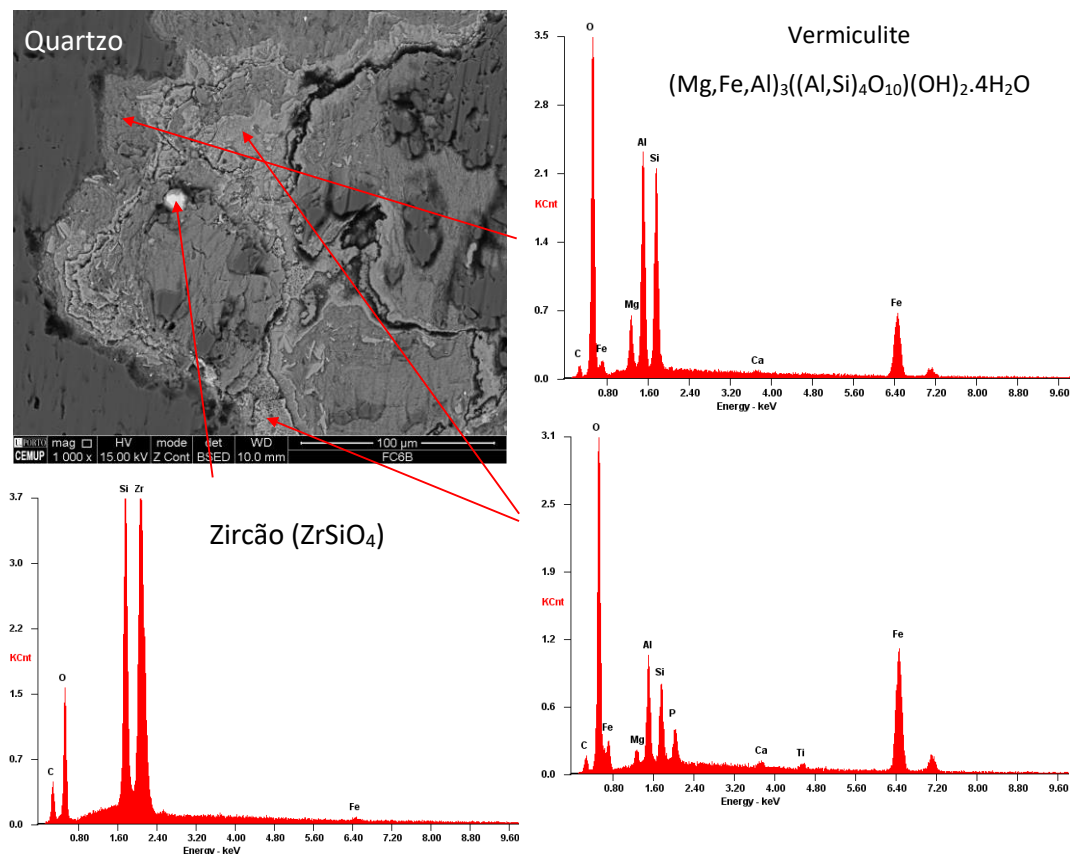 Quartzo
U. PORTO
CEMUP
mag □ HV mode det WD
1 000 x 15.00 kV Z Cont BSED 10.0 mm
100 µm
FC6B
Vermiculite
(Mg,Fe,Al)₃((Al,Si)₄O₁₀)(OH)₂.4H₂O
O
3.5
2.8
Al
Si
2.1
KCnt
1.4
0.7
Mg
Fe
C
Fe
Ca
0.0
0.80 1.60 2.40 3.20 4.00 4.80 5.60 6.40 7.20 8.00 8.80 9.60
Energy - keV
Zircão (ZrSiO₄)
Si Zr
3.7
3.0
2.2
KCnt
1.5
O
0.7
C
Fe
0.0
0.80 1.60 2.40 3.20 4.00 4.80 5.60 6.40 7.20 8.00 8.80 9.60
Energy - keV
O
3.1
2.5
1.9
KCnt
1.2
Al
Fe
Si
0.6
P
Fe
Mg
C
Ca
Ti
0.0
0.80 1.60 2.40 3.20 4.00 4.80 5.60 6.40 7.20 8.00 8.80 9.60
Energy - keV